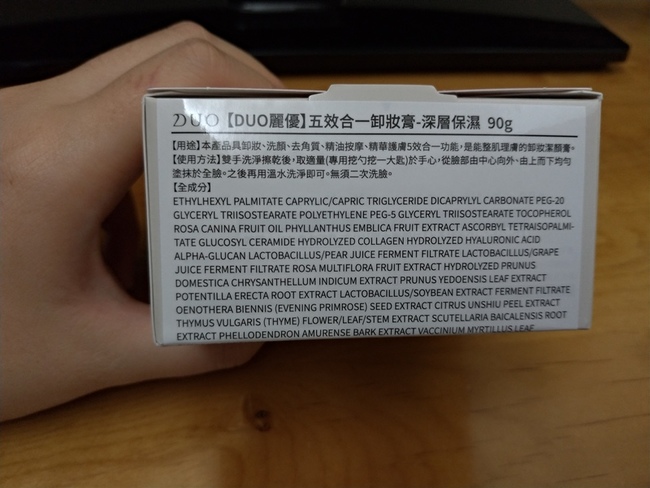 DUO【DUO麗優】五效合一卸妝膏-深層保濕 90g
【用途】本產品具卸妝、洗顏、去角質、精油按摩、精華護膚5效合一功能，是能整肌理膚的卸妝潔顏膏。
【使用方法】雙手洗淨擦乾後，取適量(專用挖勺挖一大匙)於手心，從臉部由中心向外、由上而下均勻
塗抹於全臉。之後再用溫水洗淨即可。無須二次洗臉。
【全成分】
ETHYLHEXYL PALMITATE CAPRYLIC/CAPRIC TRIGLYCERIDE DICAPRYLYL CARBONATE PEG-20
GLYCERYL TRIISOSTEARATE POLYETHYLENE PEG-5 GLYCERYL TRIISOSTEARATE TOCOPHEROL
ROSA CANINA FRUIT OIL PHYLLANTHUS EMBLICA FRUIT EXTRACT ASCORBYL TETRAISOPALMI-
TATE GLUCOSYL CERAMIDE HYDROLYZED COLLAGEN HYDROLYZED HYALURONIC ACID
ALPHA-GLUCAN LACTOBACILLUS/PEAR JUICE FERMENT FILTRATE LACTOBACILLUS/GRAPE
JUICE FERMENT FILTRATE ROSA MULTIFLORA FRUIT EXTRACT HYDROLYZED PRUNUS
DOMESTICA CHRYSANTHELLUM INDICUM EXTRACT PRUNUS YEDOENSIS LEAF EXTRACT
POTENTILLA ERECTA ROOT EXTRACT LACTOBACILLUS/SOYBEAN EXTRACT FERMENT FILTRATE
OENOTHERA BIENNIS (EVENING PRIMROSE) SEED EXTRACT CITRUS UNSHIU PEEL EXTRACT
THYMUS VULGARIS (THYME) FLOWER/LEAF/STEM EXTRACT SCUTELLARIA BAICALENSIS ROOT
EXTRACT PHELLODENDRON AMURENSE BARK EXTRACT VACCINIUM MYRTILLUS LEAF